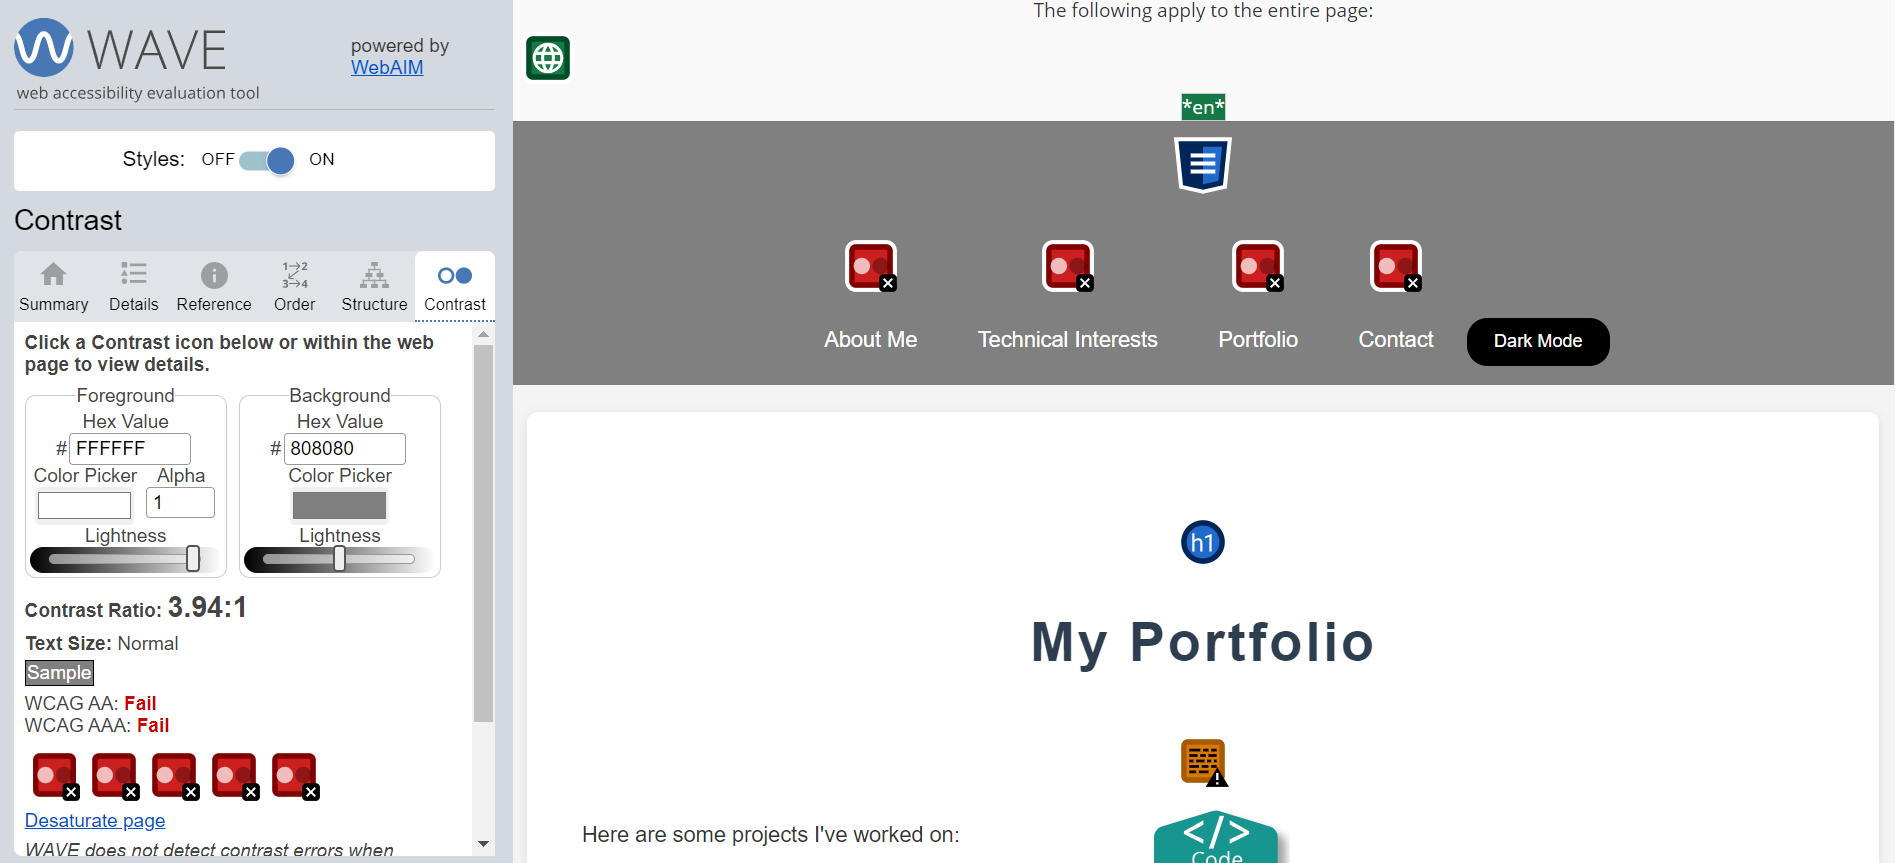 WAVE
powered by
WebAIM
web accessibility evaluation tool
Styles: OFF ON
Contrast
Summary Details Reference Order Structure Contrast
Click a Contrast icon below or within the web
page to view details.
Foreground
Hex Value
# FFFFFF
Color Picker Alpha
1
Lightness
Background
Hex Value
# 808080
Color Picker
Lightness
Contrast Ratio: 3.94:1
Text Size: Normal
Sample
WCAG AA: Fail
WCAG AAA: Fail
Desaturate page
WAVE does not detect contrast errors when
The following apply to the entire page:
*en*
About Me Technical Interests Portfolio Contact Dark Mode
h1
My Portfolio
Here are some projects I've worked on:
</>
Code